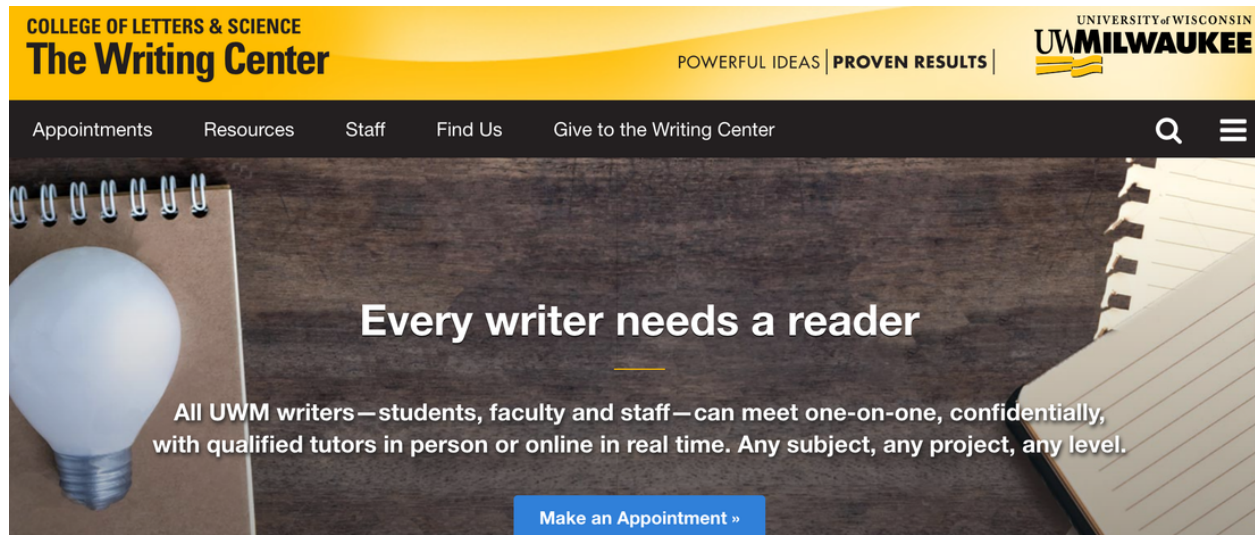 COLLEGE OF LETTERS & SCIENCE
The Writing Center
POWERFUL IDEAS | PROVEN RESULTS |
UNIVERSITY of WISCONSIN
UWMILWAUKEE
Appointments Resources Staff Find Us Give to the Writing Center
Every writer needs a reader
All UWM writers—students, faculty and staff—can meet one-on-one, confidentially,
with qualified tutors in person or online in real time. Any subject, any project, any level.
Make an Appointment »